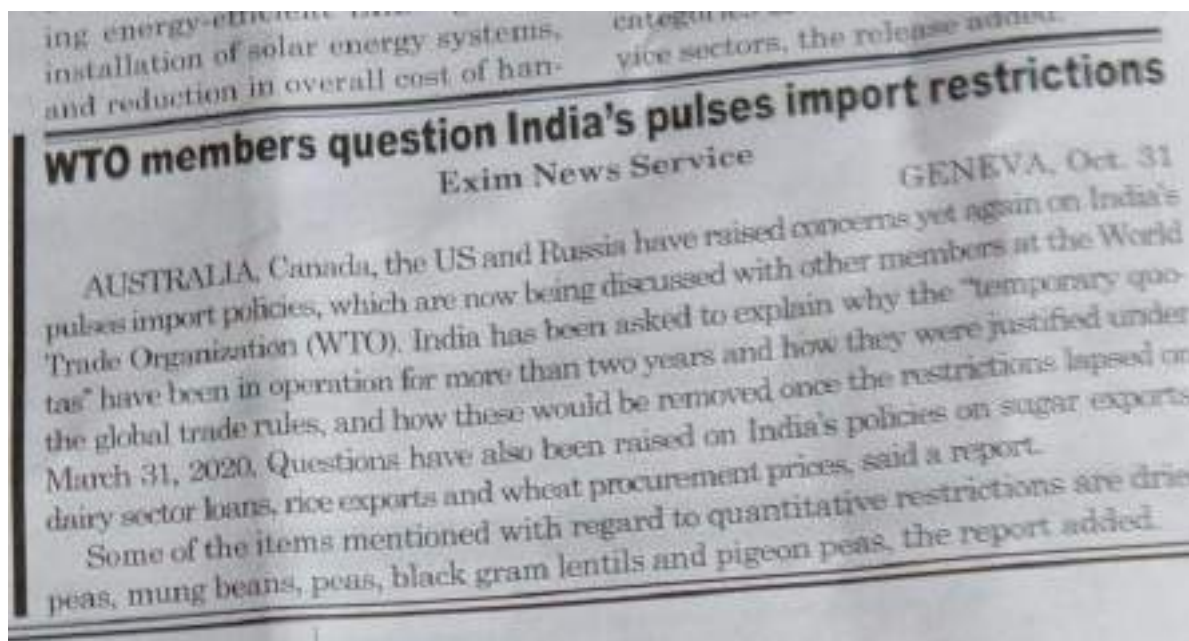 ing energy-efficient
installation of solar energy systems,
and reduction in overall cost of han-
categories
vice sectors, the release added.
WTO members question India's pulses import restrictions
Exim News Service
GENEVA, Oct. 31
AUSTRALIA, Canada, the US and Russia have raised concerns yet again on India's
pulses import policies, which are now being discussed with other members at the World
Trade Organization (WTO). India has been asked to explain why the "temporary quo-
tas" have been in operation for more than two years and how they were justified under
the global trade rules, and how these would be removed once the restrictions lapsed on
March 31, 2020. Questions have also been raised on India's policies on sugar exports
dairy sector loans, rice exports and wheat procurement prices, said a report.
Some of the items mentioned with regard to quantitative restrictions are drie
peas, mung beans, peas, black gram lentils and pigeon peas, the report added.